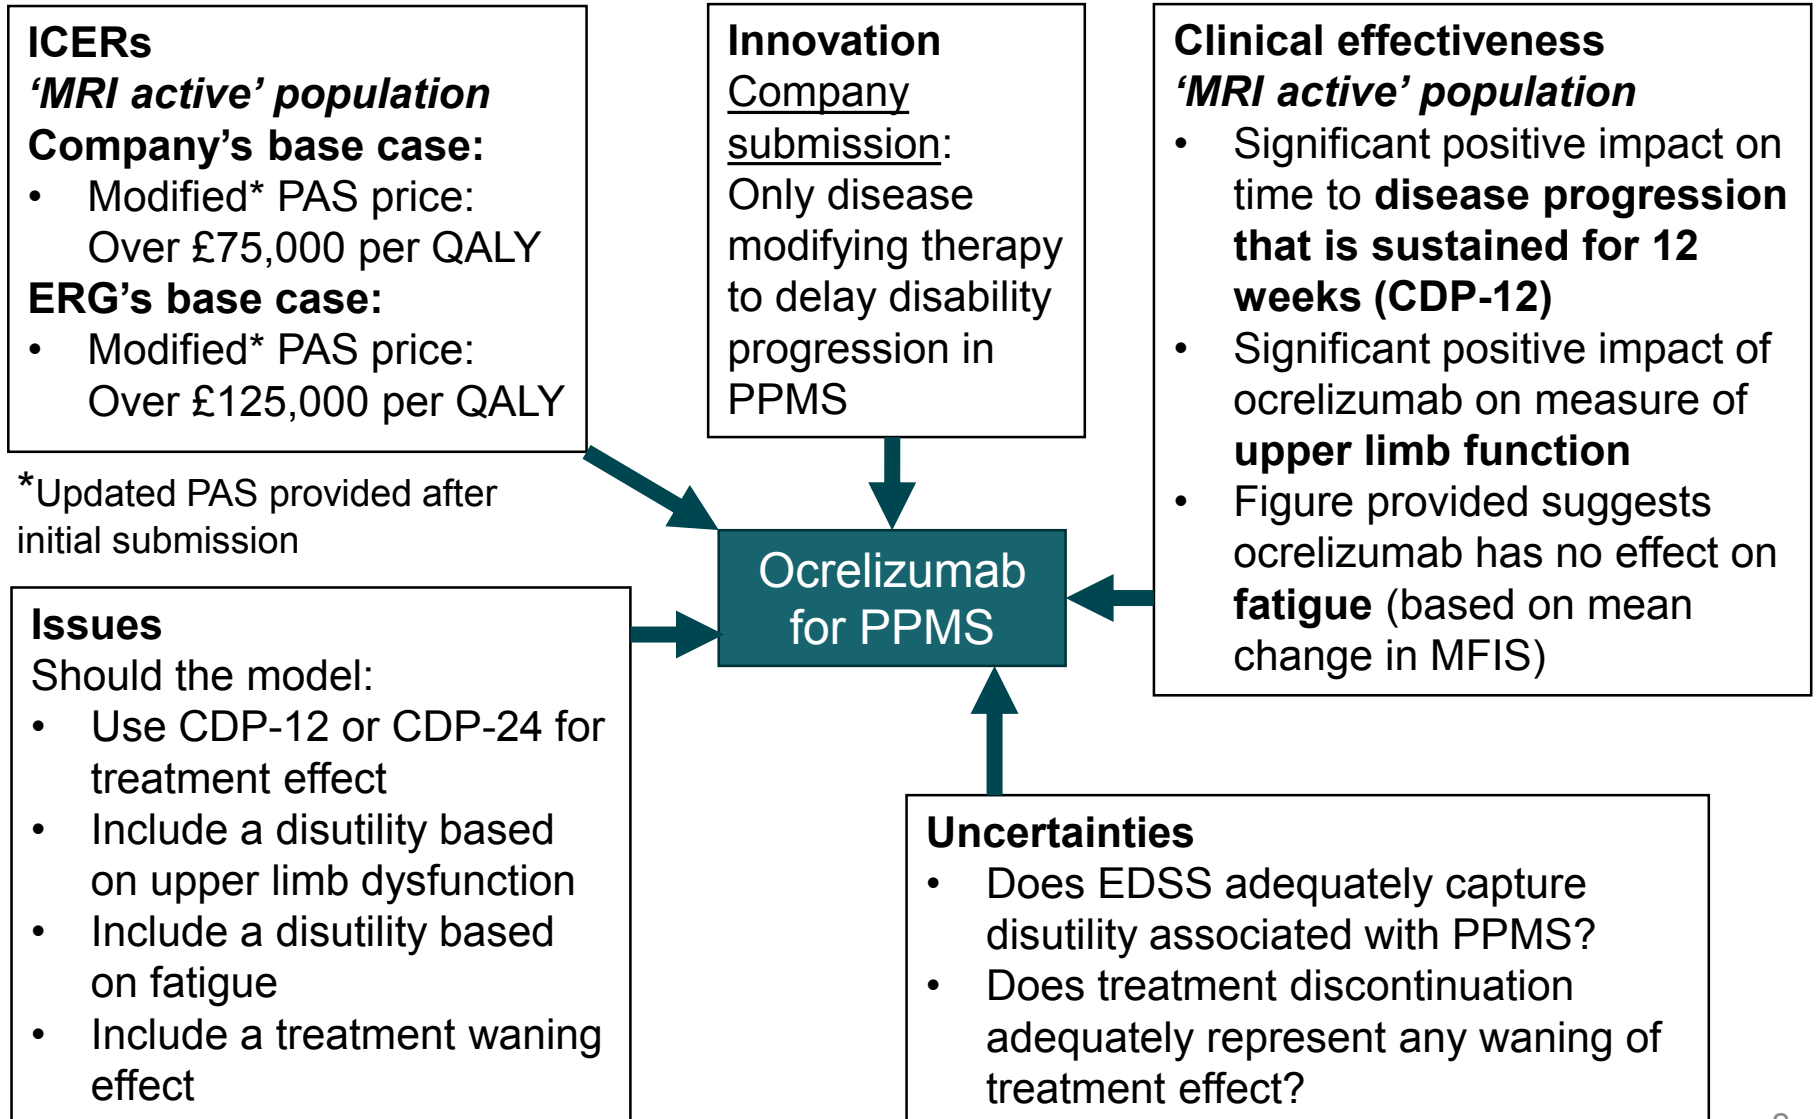 ICERs
‘MRI active’ population
Company’s base case:
• Modified* PAS price:
Over £75,000 per QALY
ERG’s base case:
• Modified* PAS price:
Over £125,000 per QALY
*Updated PAS provided after
initial submission
Innovation
Company
submission:
Only disease
modifying therapy
to delay disability
progression in
PPMS
Clinical effectiveness
‘MRI active’ population
• Significant positive impact on
time to disease progression
that is sustained for 12
weeks (CDP-12)
• Significant positive impact of
ocrelizumab on measure of
upper limb function
• Figure provided suggests
ocrelizumab has no effect on
fatigue (based on mean
change in MFIS)
Ocrelizumab
for PPMS
Issues
Should the model:
• Use CDP-12 or CDP-24 for
treatment effect
• Include a disutility based
on upper limb dysfunction
• Include a disutility based
on fatigue
• Include a treatment waning
effect
Uncertainties
• Does EDSS adequately capture
disutility associated with PPMS?
• Does treatment discontinuation
adequately represent any waning of
treatment effect?